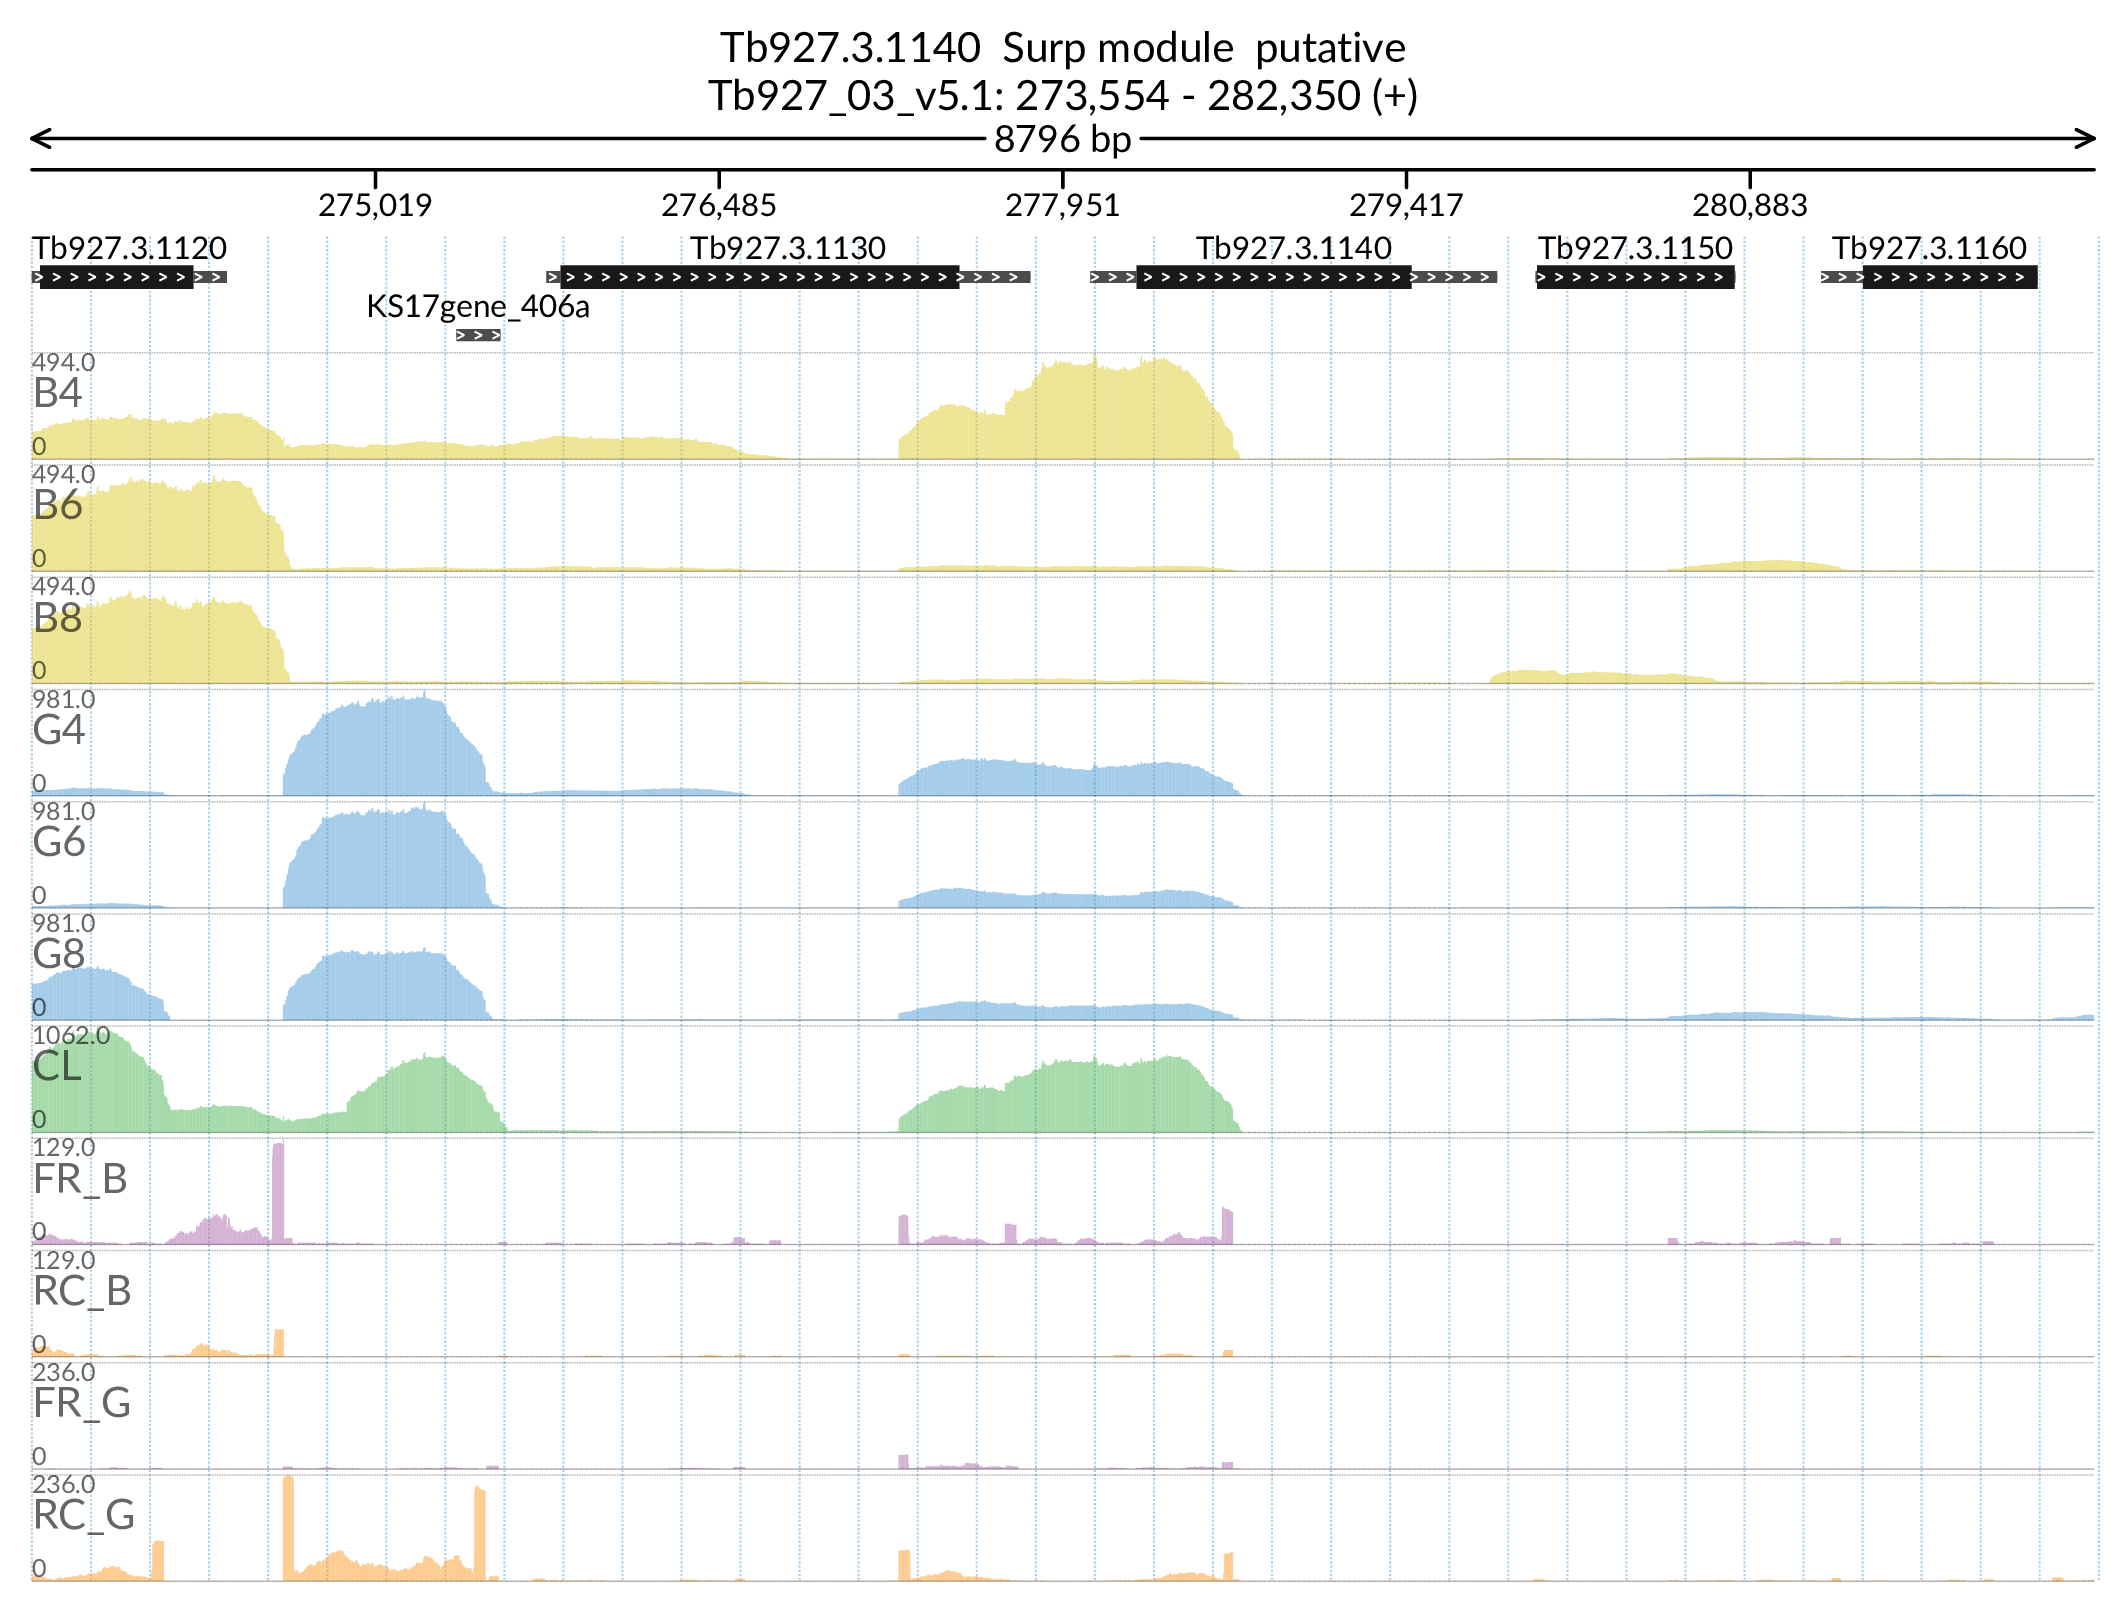 Tb927.3.1140 Surp module putative
Tb927_03_v5.1: 273,554 - 282,350 (+)
8796 bp
275,019 276,485 277,951 279,417 280,883
Tb927.3.1120 Tb927.3.1130 Tb927.3.1140 Tb927.3.1150 Tb927.3.1160
KS17gene_406a
494.0
B4
0
494.0
B6
0
494.0
B8
0
981.0
G4
0
981.0
G6
0
981.0
G8
0
1062.0
CL
0
129.0
FR_B
0
129.0
RC_B
0
236.0
FR_G
0
236.0
RC_G
0